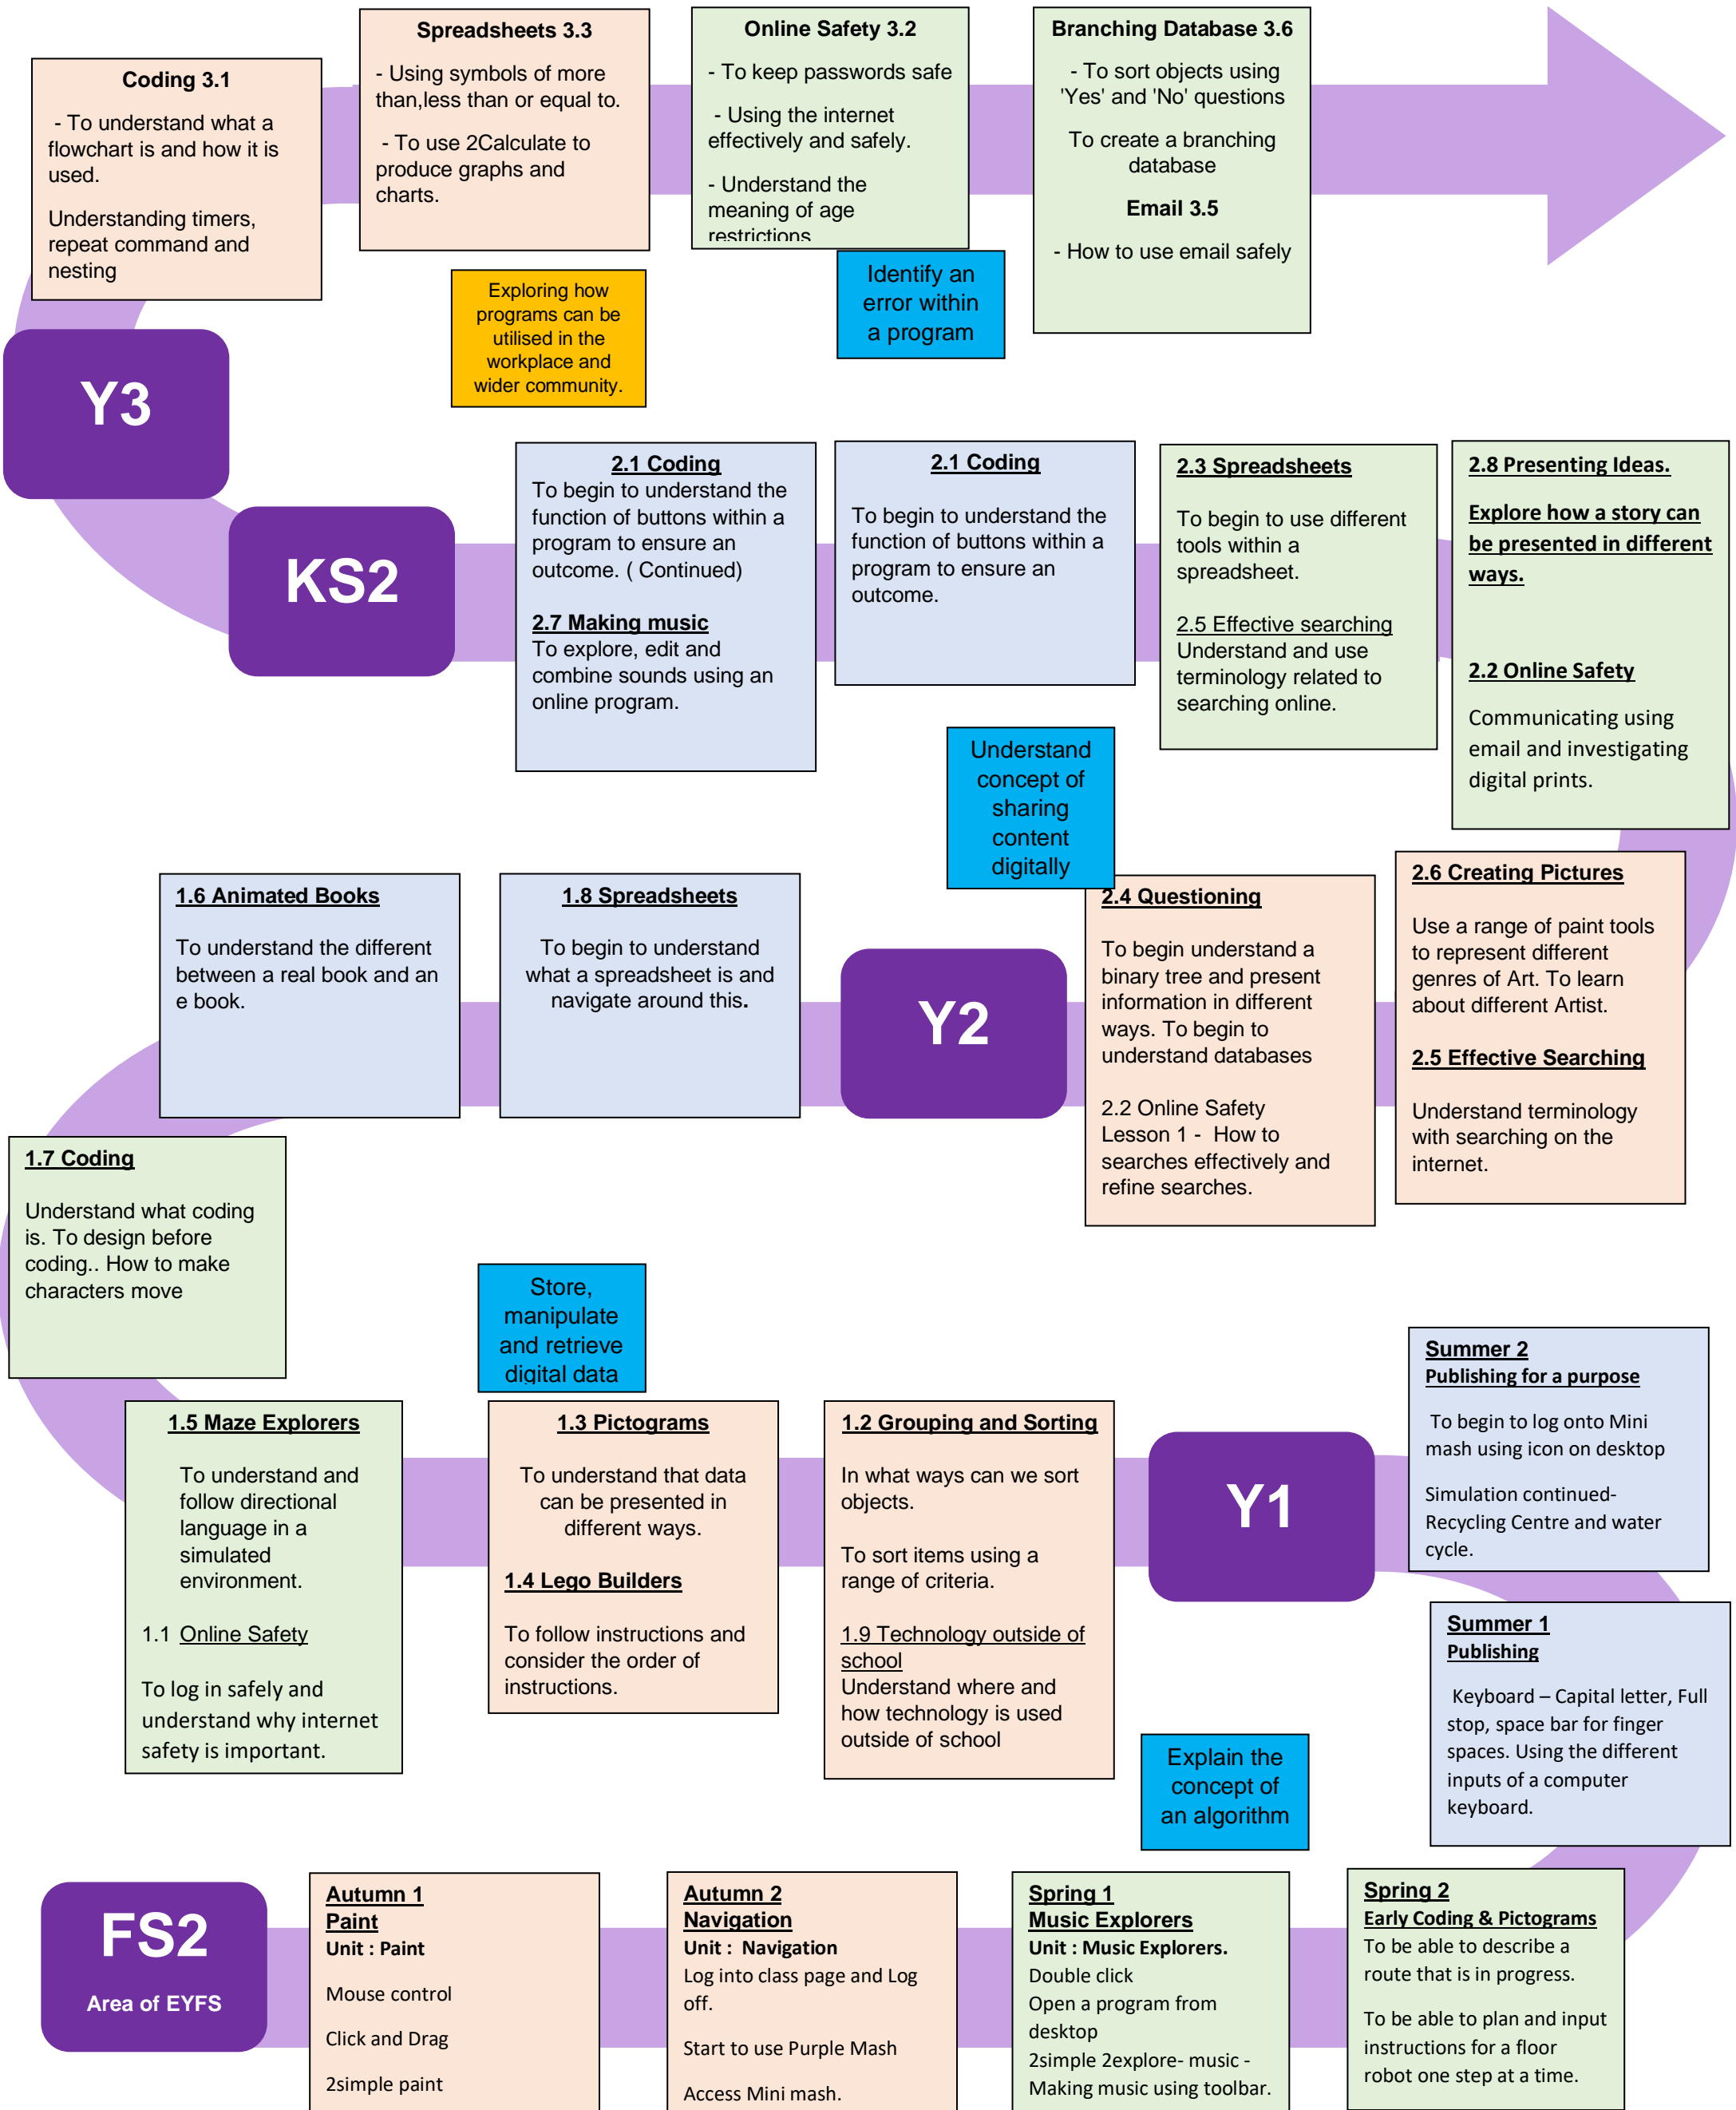 Coding 3.1
- To understand what a
flowchart is and how it is
used.
Understanding timers,
repeat command and
nesting
Spreadsheets 3.3
- Using symbols of more
than,less than or equal to.
- To use 2Calculate to
produce graphs and
charts.
Online Safety 3.2
- To keep passwords safe
- Using the internet
effectively and safely.
- Understand the
meaning of age
restrictions
Branching Database 3.6
- To sort objects using
'Yes' and 'No' questions
To create a branching
database
Email 3.5
- How to use email safely
Exploring how
programs can be
utilised in the
workplace and
wider community.
Identify an
error within
a program
Y3
KS2
2.1 Coding
To begin to understand the
function of buttons within a
program to ensure an
outcome. ( Continued)
2.7 Making music
To explore, edit and
combine sounds using an
online program.
2.1 Coding
To begin to understand the
function of buttons within a
program to ensure an
outcome.
2.3 Spreadsheets
To begin to use different
tools within a
spreadsheet.
2.5 Effective searching
Understand and use
terminology related to
searching online.
2.8 Presenting Ideas.
Explore how a story can
be presented in different
ways.
2.2 Online Safety
Communicating using
email and investigating
digital prints.
Understand
concept of
sharing
content
digitally
1.6 Animated Books
To understand the different
between a real book and an
e book.
1.8 Spreadsheets
To begin to understand
what a spreadsheet is and
navigate around this.
Y2
2.4 Questioning
To begin understand a
binary tree and present
information in different
ways. To begin to
understand databases
2.2 Online Safety
Lesson 1 - How to
searches effectively and
refine searches.
2.6 Creating Pictures
Use a range of paint tools
to represent different
genres of Art. To learn
about different Artist.
2.5 Effective Searching
Understand terminology
with searching on the
internet.
1.7 Coding
Understand what coding
is. To design before
coding.. How to make
characters move
Store,
manipulate
and retrieve
digital data
1.5 Maze Explorers
To understand and
follow directional
language in a
simulated
environment.
1.1 Online Safety
To log in safely and
understand why internet
safety is important.
1.3 Pictograms
To understand that data
can be presented in
different ways.
1.4 Lego Builders
To follow instructions and
consider the order of
instructions.
1.2 Grouping and Sorting
In what ways can we sort
objects.
To sort items using a
range of criteria.
1.9 Technology outside of
school
Understand where and
how technology is used
outside of school
Y1
Summer 2
Publishing for a purpose
To begin to log onto Mini
mash using icon on desktop
Simulation continued-
Recycling Centre and water
cycle.
Summer 1
Publishing
Keyboard – Capital letter, Full
stop, space bar for finger
spaces. Using the different
inputs of a computer
keyboard.
Explain the
concept of
an algorithm
FS2
Area of EYFS
Autumn 1
Paint
Unit : Paint
Mouse control
Click and Drag
2simple paint
Autumn 2
Navigation
Unit : Navigation
Log into class page and Log
off.
Start to use Purple Mash
Access Mini mash.
Spring 1
Music Explorers
Unit : Music Explorers.
Double click
Open a program from
desktop
2simple 2explore- music -
Making music using toolbar.
Spring 2
Early Coding & Pictograms
To be able to describe a
route that is in progress.
To be able to plan and input
instructions for a floor
robot one step at a time.